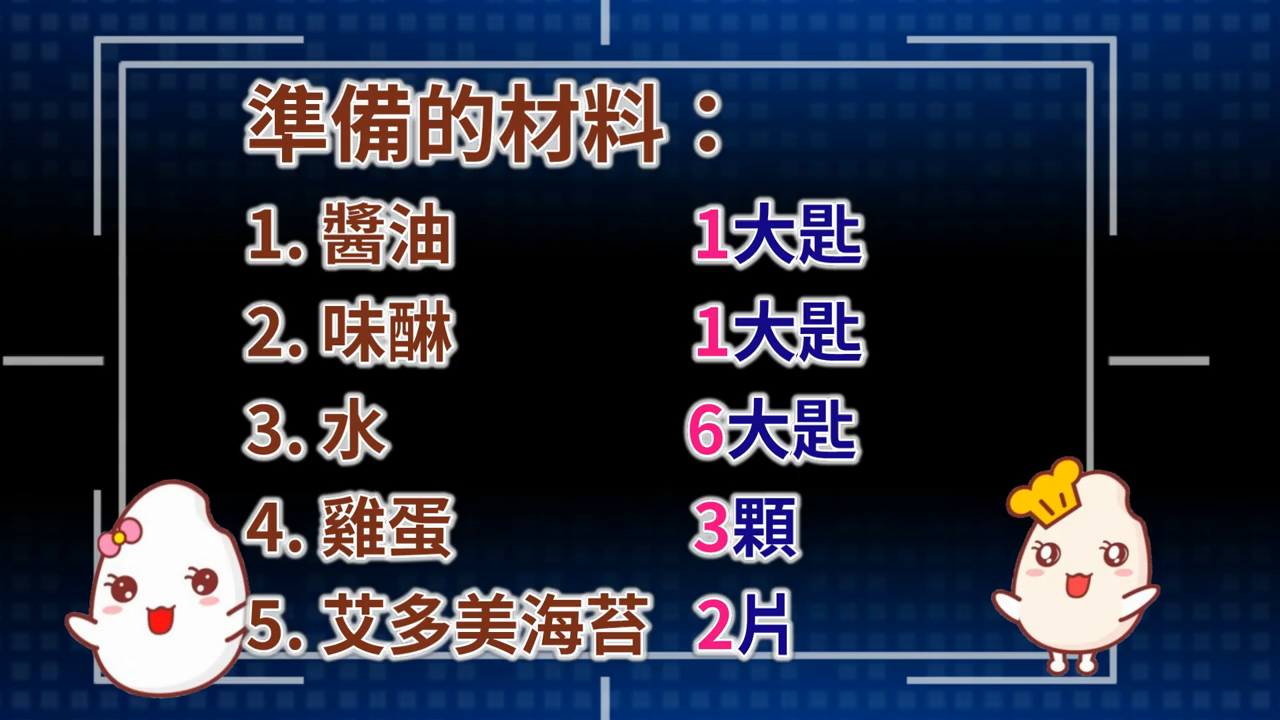 準備的材料：
1. 醬油 1大匙
2. 味醂 1大匙
3. 水 6大匙
4. 雞蛋 3顆
5. 艾多美海苔 2片